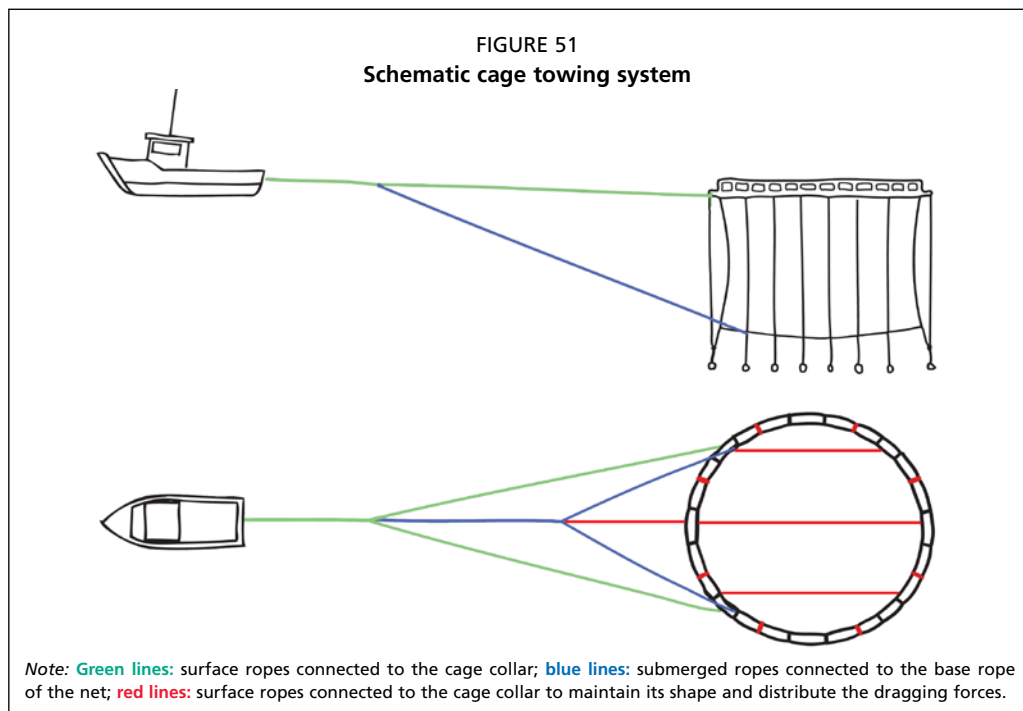 FIGURE 51
Schematic cage towing system
Note: Green lines: surface ropes connected to the cage collar; blue lines: submerged ropes connected to the base rope
of the net; red lines: surface ropes connected to the cage collar to maintain its shape and distribute the dragging forces.